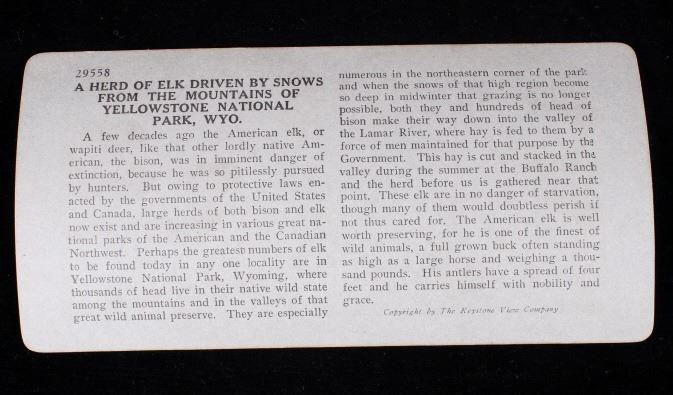 29558
A HERD OF ELK DRIVEN BY SNOWS
FROM THE MOUNTAINS OF
YELLOWSTONE NATIONAL
PARK, WYO.
A few decades ago the American elk, or
wapiti deer, like that other lordly native Am-
erican, the bison, was in imminent danger of
extinction, because he was so pitilessly pursued
by hunters. But owing to protective laws en-
acted by the governments of the United States
and Canada, large herds of both bison and elk
now exist and are increasing in various great na-
tional parks of the American and the Canadian
Northwest. Perhaps the greatest numbers of elk
to be found today in any one locality are in
Yellowstone National Park, Wyoming, where
thousands of head live in their native wild state
among the mountains and in the valleys of that
great wild animal preserve. They are especially
numerous in the northeastern corner of the park
and when the snows of that high region become
so deep in midwinter that grazing is no longer
possible, both they and hundreds of head of
bison make their way down into the valley of
the Lamar River, where hay is fed to them by a
force of men maintained for that purpose by the
Government. This hay is cut and stacked in the
valley during the summer at the Buffalo Ranch
and the herd before us is gathered near that
point. These elk are in no danger of starvation,
though many of them would doubtless perish if
not thus cared for. The American elk is well
worth preserving, for he is one of the finest of
wild animals, a full grown buck often standing
as high as a large horse and weighing a thou-
sand pounds. His antlers have a spread of four
feet and he carries himself with nobility and
grace.
Copyright by The Keystone View Company